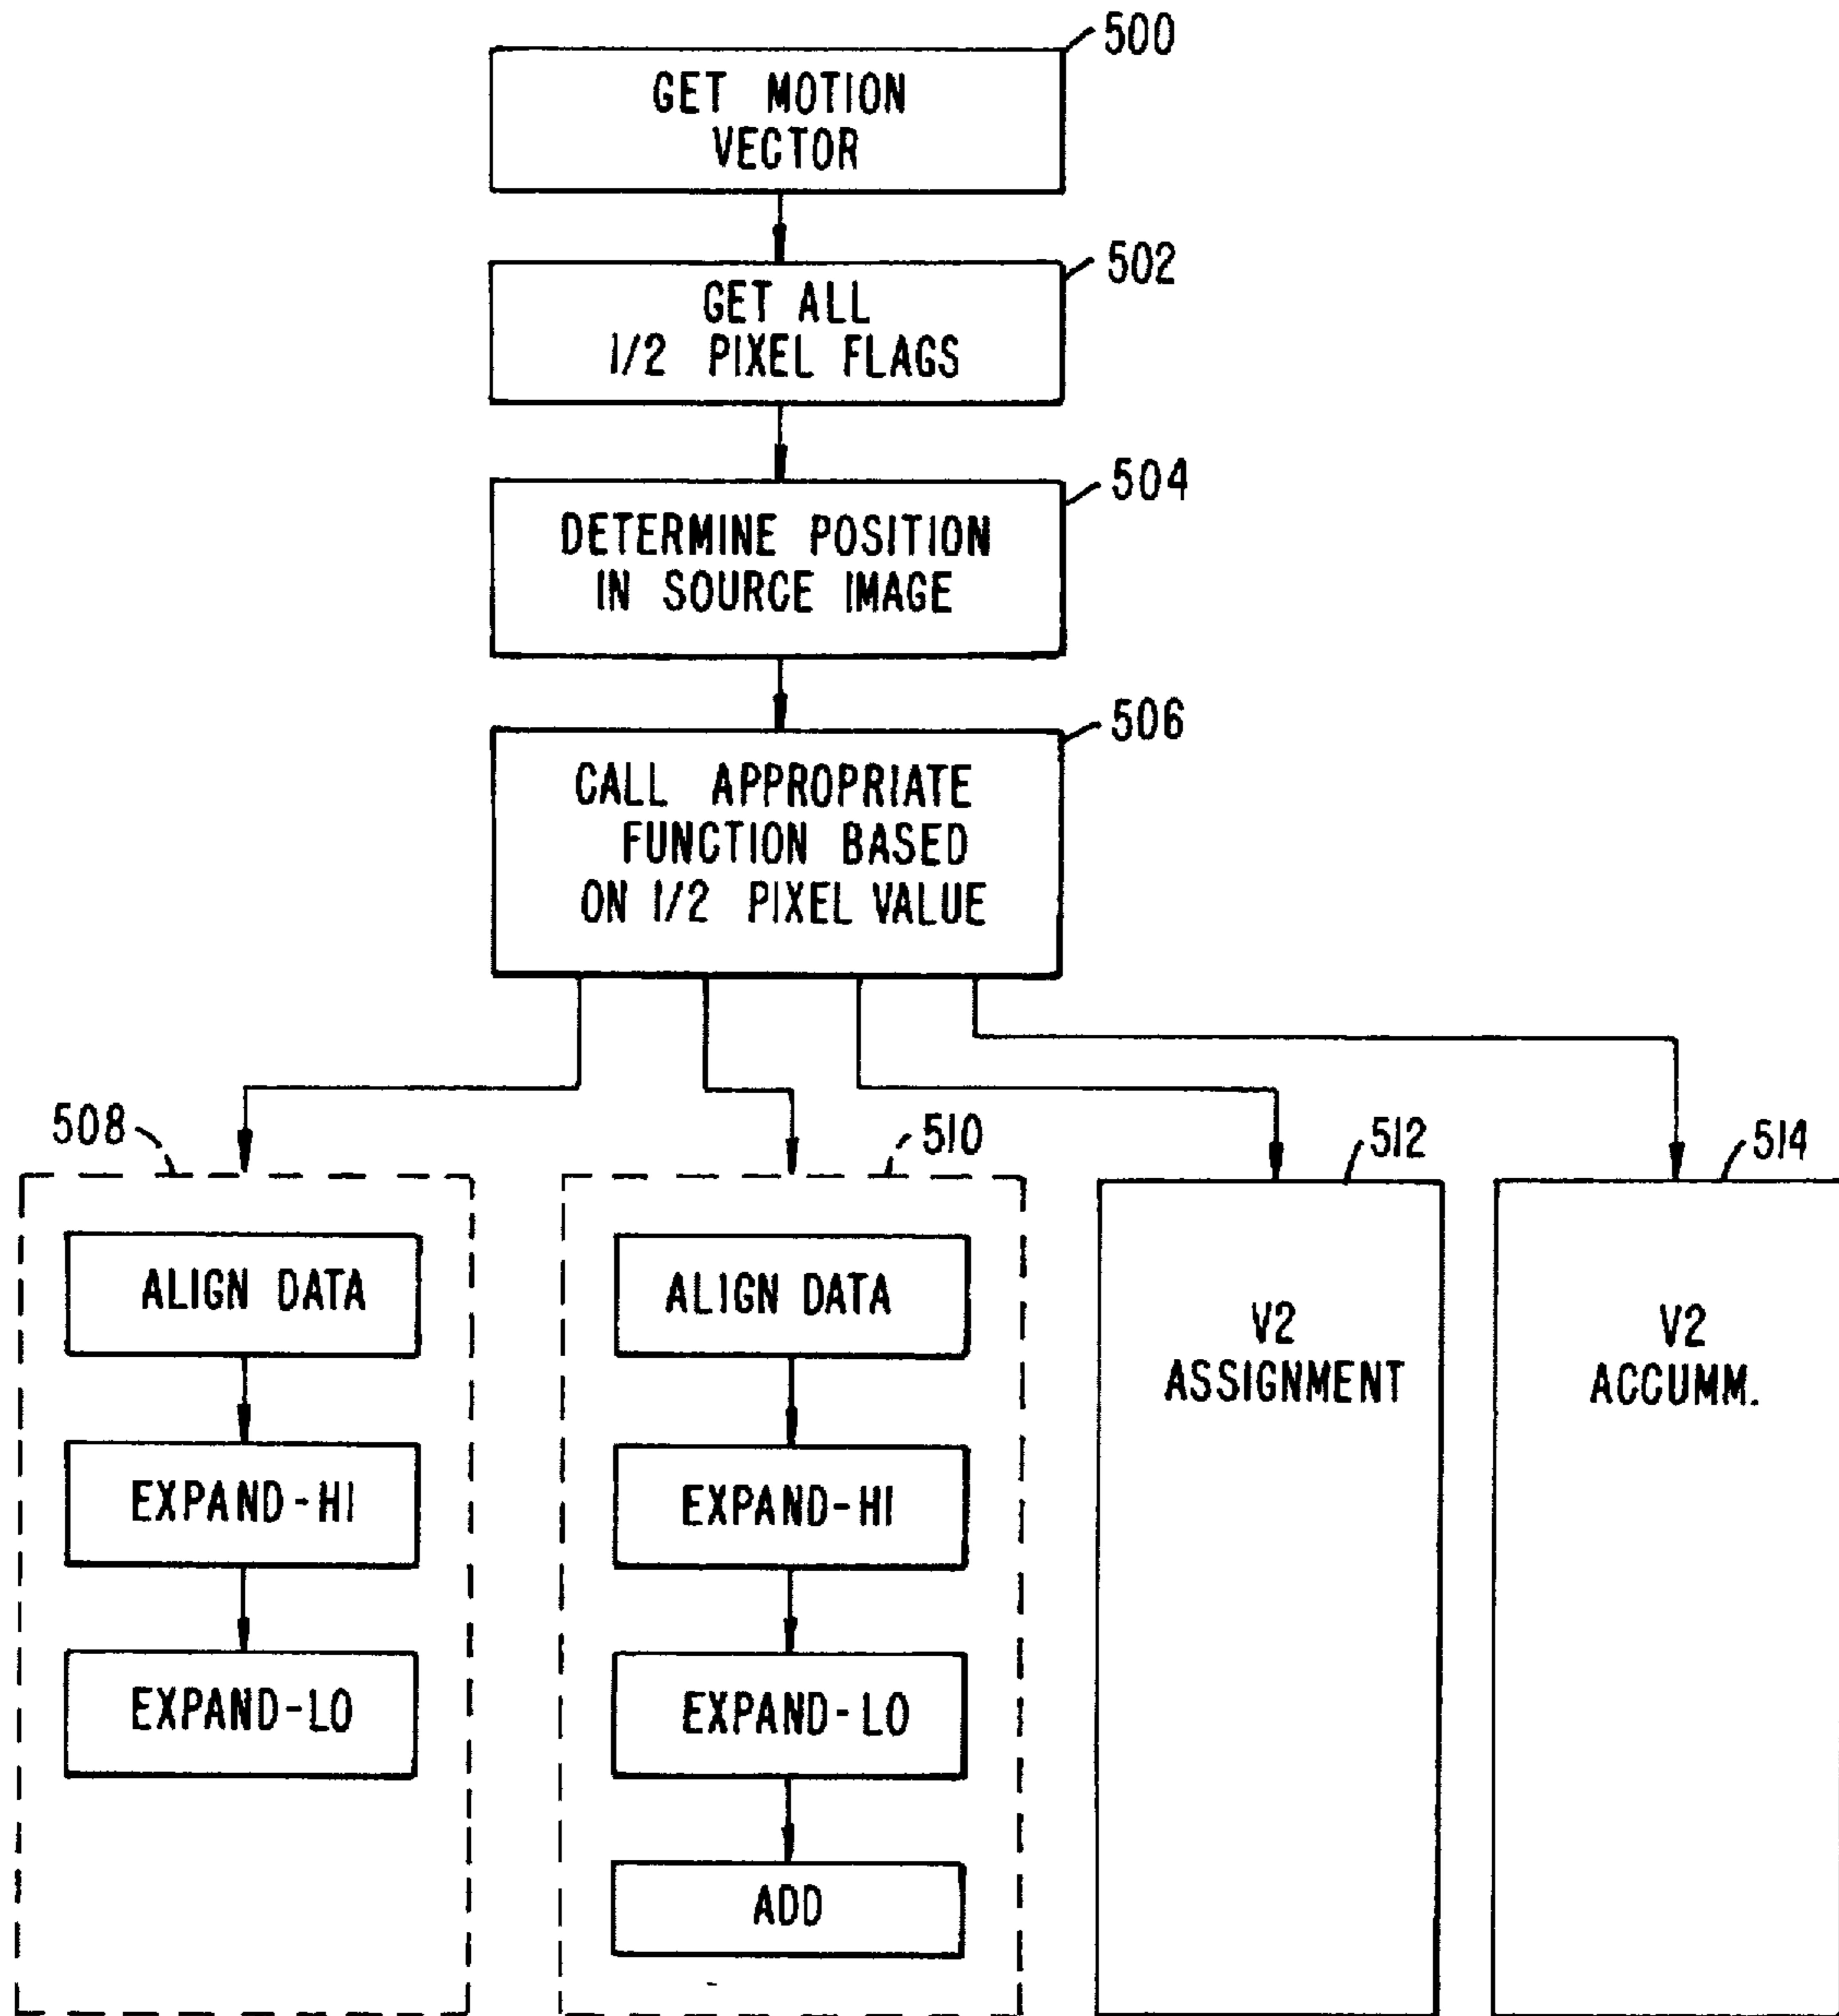 500
GET MOTION
VECTOR
502
GET ALL
1/2 PIXEL FLAGS
504
DETERMINE POSITION
IN SOURCE IMAGE
506
CALL APPROPRIATE
FUNCTION BASED
ON 1/2 PIXEL VALUE
508
ALIGN DATA
EXPAND-HI
EXPAND-LO
510
ALIGN DATA
EXPAND-HI
EXPAND-LO
ADD
512
V2
ASSIGNMENT
514
V2
ACCUMM.